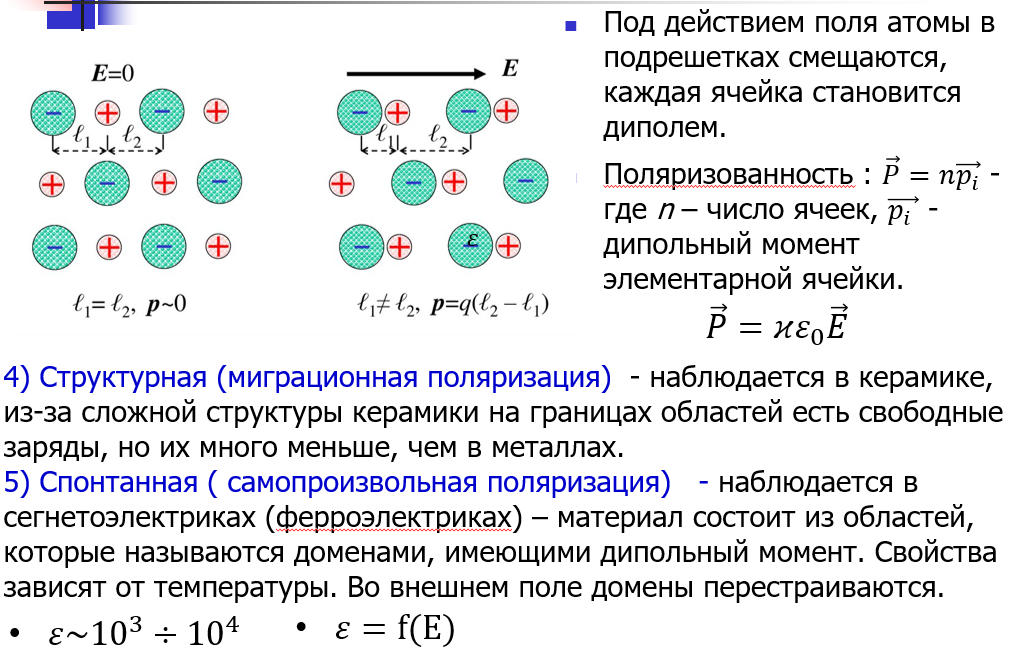 Под действием поля атомы в
подрешетках смещаются,
каждая ячейка становится
диполем.
Поляризованность : P⃗ = np⃗ᵢ -
где n – число ячеек, p⃗ᵢ -
дипольный момент
элементарной ячейки.
P⃗ = ϰε₀E⃗
E=0
− + − +
ℓ₁ ℓ₂
+ − + −
− + − +
ℓ₁= ℓ₂, p~0
E
− + − +
ℓ₁ ℓ₂
+ − + −
− + − ε +
ℓ₁≠ ℓ₂, p=q(ℓ₂ – ℓ₁)
4) Структурная (миграционная поляризация) - наблюдается в керамике,
из-за сложной структуры керамики на границах областей есть свободные
заряды, но их много меньше, чем в металлах.
5) Спонтанная ( самопроизвольная поляризация) - наблюдается в
сегнетоэлектриках (ферроэлектриках) – материал состоит из областей,
которые называются доменами, имеющими дипольный момент. Свойства
зависят от температуры. Во внешнем поле домены перестраиваются.
• ε~10³ ÷ 10⁴ • ε = f(E)